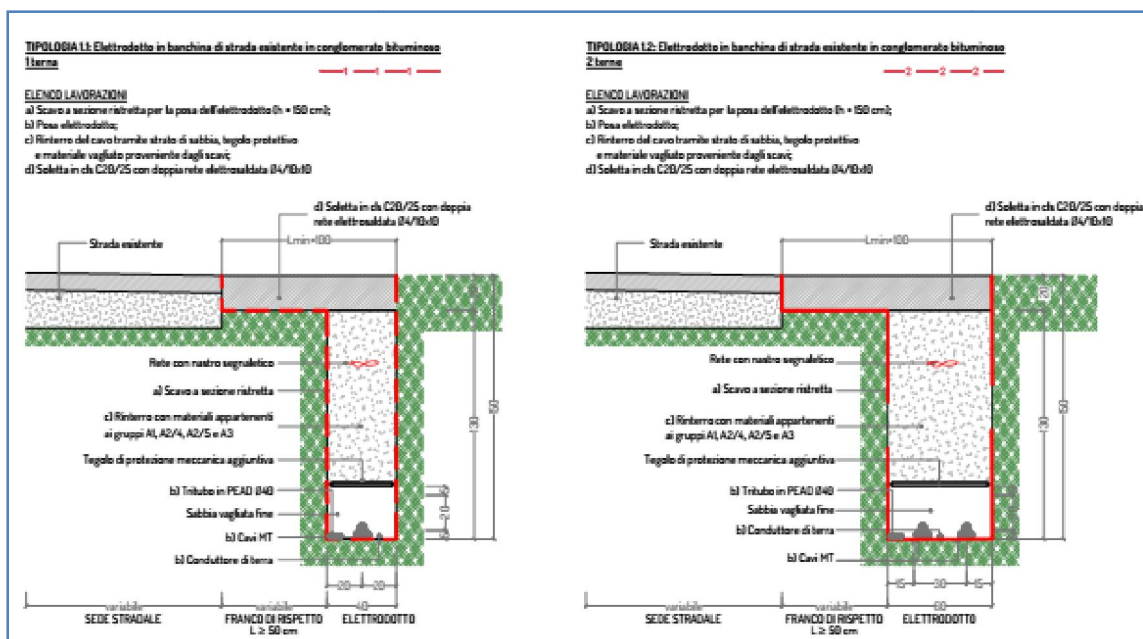 TIPOLOGIA 1.1: Elettrodotto in banchina di strada esistente in conglomerato bituminoso
1 terna
1 1 1
ELENCO LAVORAZIONI
a) Scavo a sezione ristretta per la posa dell'elettrodotto (h = 150 cm);
b) Posa elettrodotto;
c) Rinterro del cavo tramite strato di sabbia, tegolo protettivo
e materiale vagliato proveniente dagli scavi;
d) Soletta in cls C20/25 con doppia rete elettrosaldata Ø4/10x10
d) Soletta in cls C20/25 con doppia
rete elettrosaldata Ø4/10x10
Lmin=100
Strada esistente
Rete con nastro segnaletico
a) Scavo a sezione ristretta
c) Rinterro con materiali appartenenti
ai gruppi A1, A2/4, A2/5 e A3
Tegolo di protezione meccanica aggiuntiva
b) Tritubo in PEAD Ø40
Sabbia vagliata fine
b) Cavi MT
b) Conduttore di terra
130
20
20 20
variabile variabile 40
SEDE STRADALE FRANCO DI RISPETTO ELETTRODOTTO
L ≥ 50 cm
TIPOLOGIA 1.2: Elettrodotto in banchina di strada esistente in conglomerato bituminoso
2 terne
2 2 2
ELENCO LAVORAZIONI
a) Scavo a sezione ristretta per la posa dell'elettrodotto (h = 150 cm);
b) Posa elettrodotto;
c) Rinterro del cavo tramite strato di sabbia, tegolo protettivo
e materiale vagliato proveniente dagli scavi;
d) Soletta in cls C20/25 con doppia rete elettrosaldata Ø4/10x10
d) Soletta in cls C20/25 con doppia
rete elettrosaldata Ø4/10x10
Lmin=100
Strada esistente
20
Rete con nastro segnaletico
a) Scavo a sezione ristretta
c) Rinterro con materiali appartenenti
ai gruppi A1, A2/4, A2/5 e A3
Tegolo di protezione meccanica aggiuntiva
b) Tritubo in PEAD Ø40
Sabbia vagliata fine
b) Conduttore di terra
b) Cavi MT
130
15 30 15
variabile variabile 60
SEDE STRADALE FRANCO DI RISPETTO ELETTRODOTTO
L ≥ 50 cm